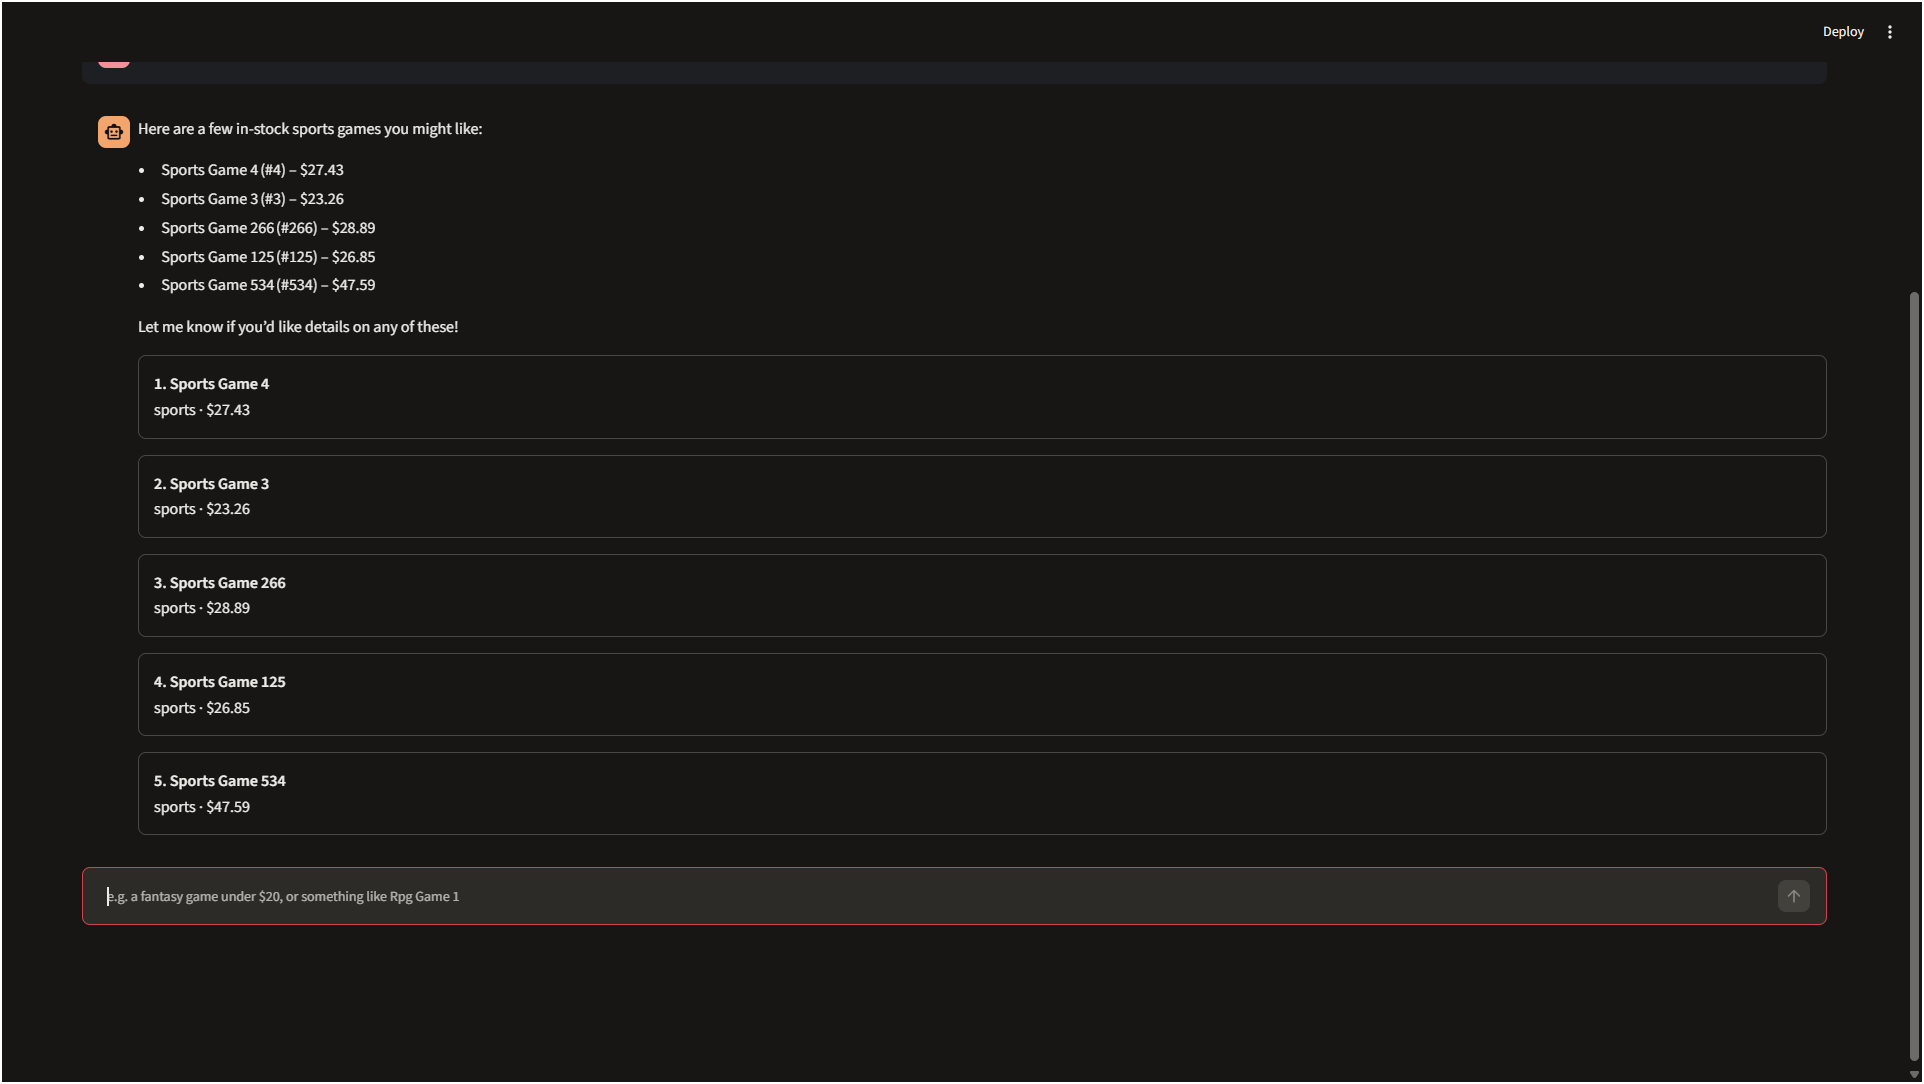 Deploy
Here are a few in-stock sports games you might like:
• Sports Game 4 (#4) – $27.43
• Sports Game 3 (#3) – $23.26
• Sports Game 266 (#266) – $28.89
• Sports Game 125 (#125) – $26.85
• Sports Game 534 (#534) – $47.59
Let me know if you’d like details on any of these!
1. Sports Game 4
sports · $27.43
2. Sports Game 3
sports · $23.26
3. Sports Game 266
sports · $28.89
4. Sports Game 125
sports · $26.85
5. Sports Game 534
sports · $47.59
e.g. a fantasy game under $20, or something like Rpg Game 1